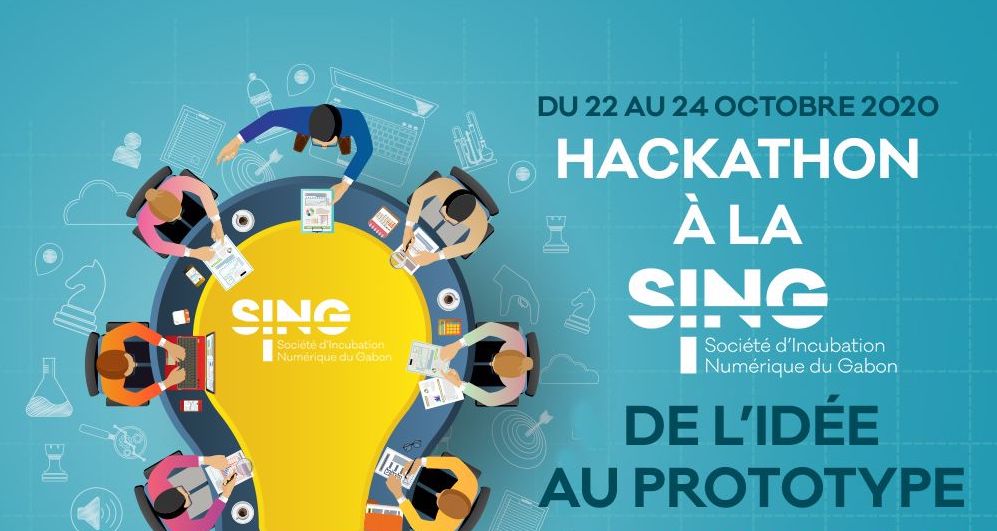 DU 22 AU 24 OCTOBRE 2020
HACKATHON
À LA
SING
Société d'Incubation
Numérique du Gabon
DE L'IDÉE
AU PROTOTYPE
SING
Société d'Incubation
Numérique du Gabon